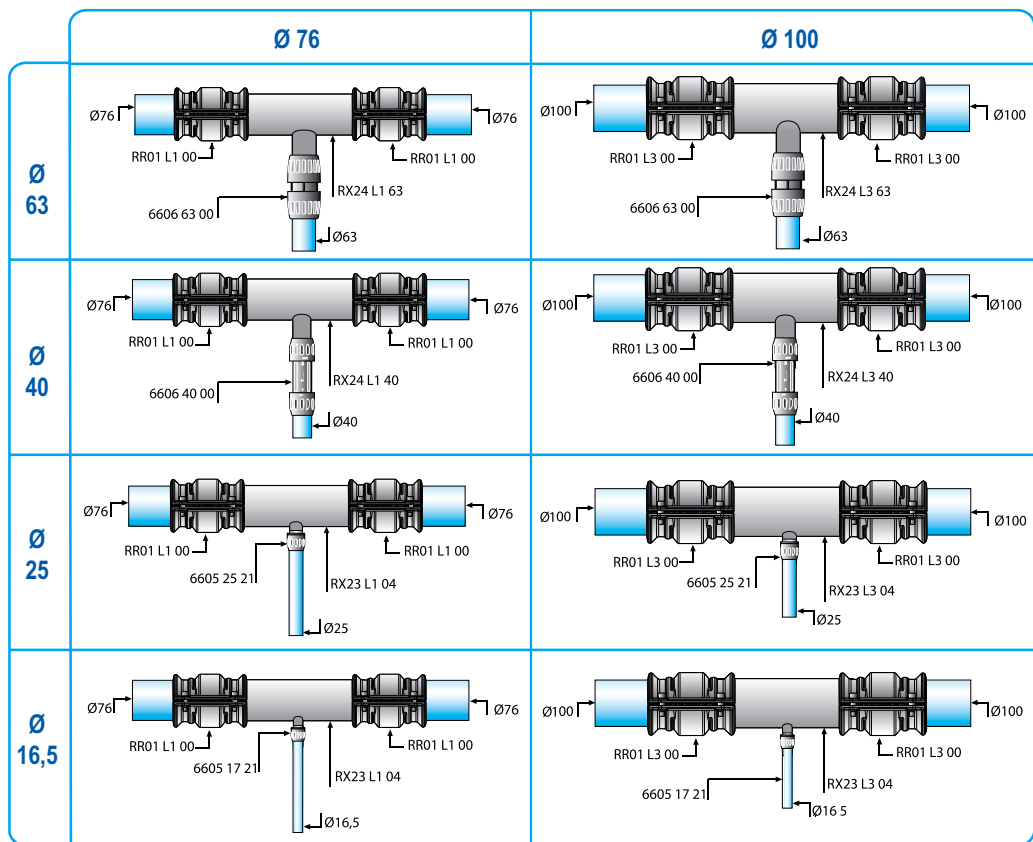 Ø 76
Ø 100
Ø
63
Ø76
Ø76
RR01 L1 00
RR01 L1 00
RX24 L1 63
6606 63 00
Ø63
Ø100
Ø100
RR01 L3 00
RR01 L3 00
RX24 L3 63
6606 63 00
Ø63
Ø
40
Ø76
Ø76
RR01 L1 00
RR01 L1 00
RX24 L1 40
6606 40 00
Ø40
Ø100
Ø100
RR01 L3 00
RR01 L3 00
RX24 L3 40
6606 40 00
Ø40
Ø
25
Ø76
Ø76
RR01 L1 00
RR01 L1 00
6605 25 21
RX23 L1 04
Ø25
Ø100
Ø100
RR01 L3 00
RR01 L3 00
6605 25 21
RX23 L3 04
Ø25
Ø
16,5
Ø76
Ø76
RR01 L1 00
RR01 L1 00
6605 17 21
RX23 L1 04
Ø16,5
Ø100
Ø100
RR01 L3 00
RR01 L3 00
6605 17 21
RX23 L3 04
Ø16 5